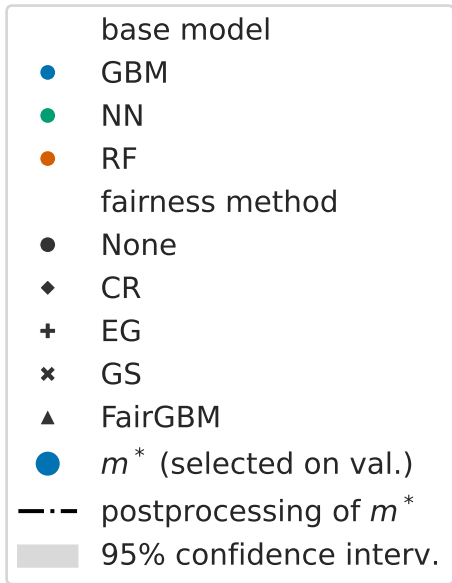 base model
GBM
NN
RF
fairness method
None
CR
EG
GS
FairGBM
m* (selected on val.)
postprocessing of m*
95% confidence interv.